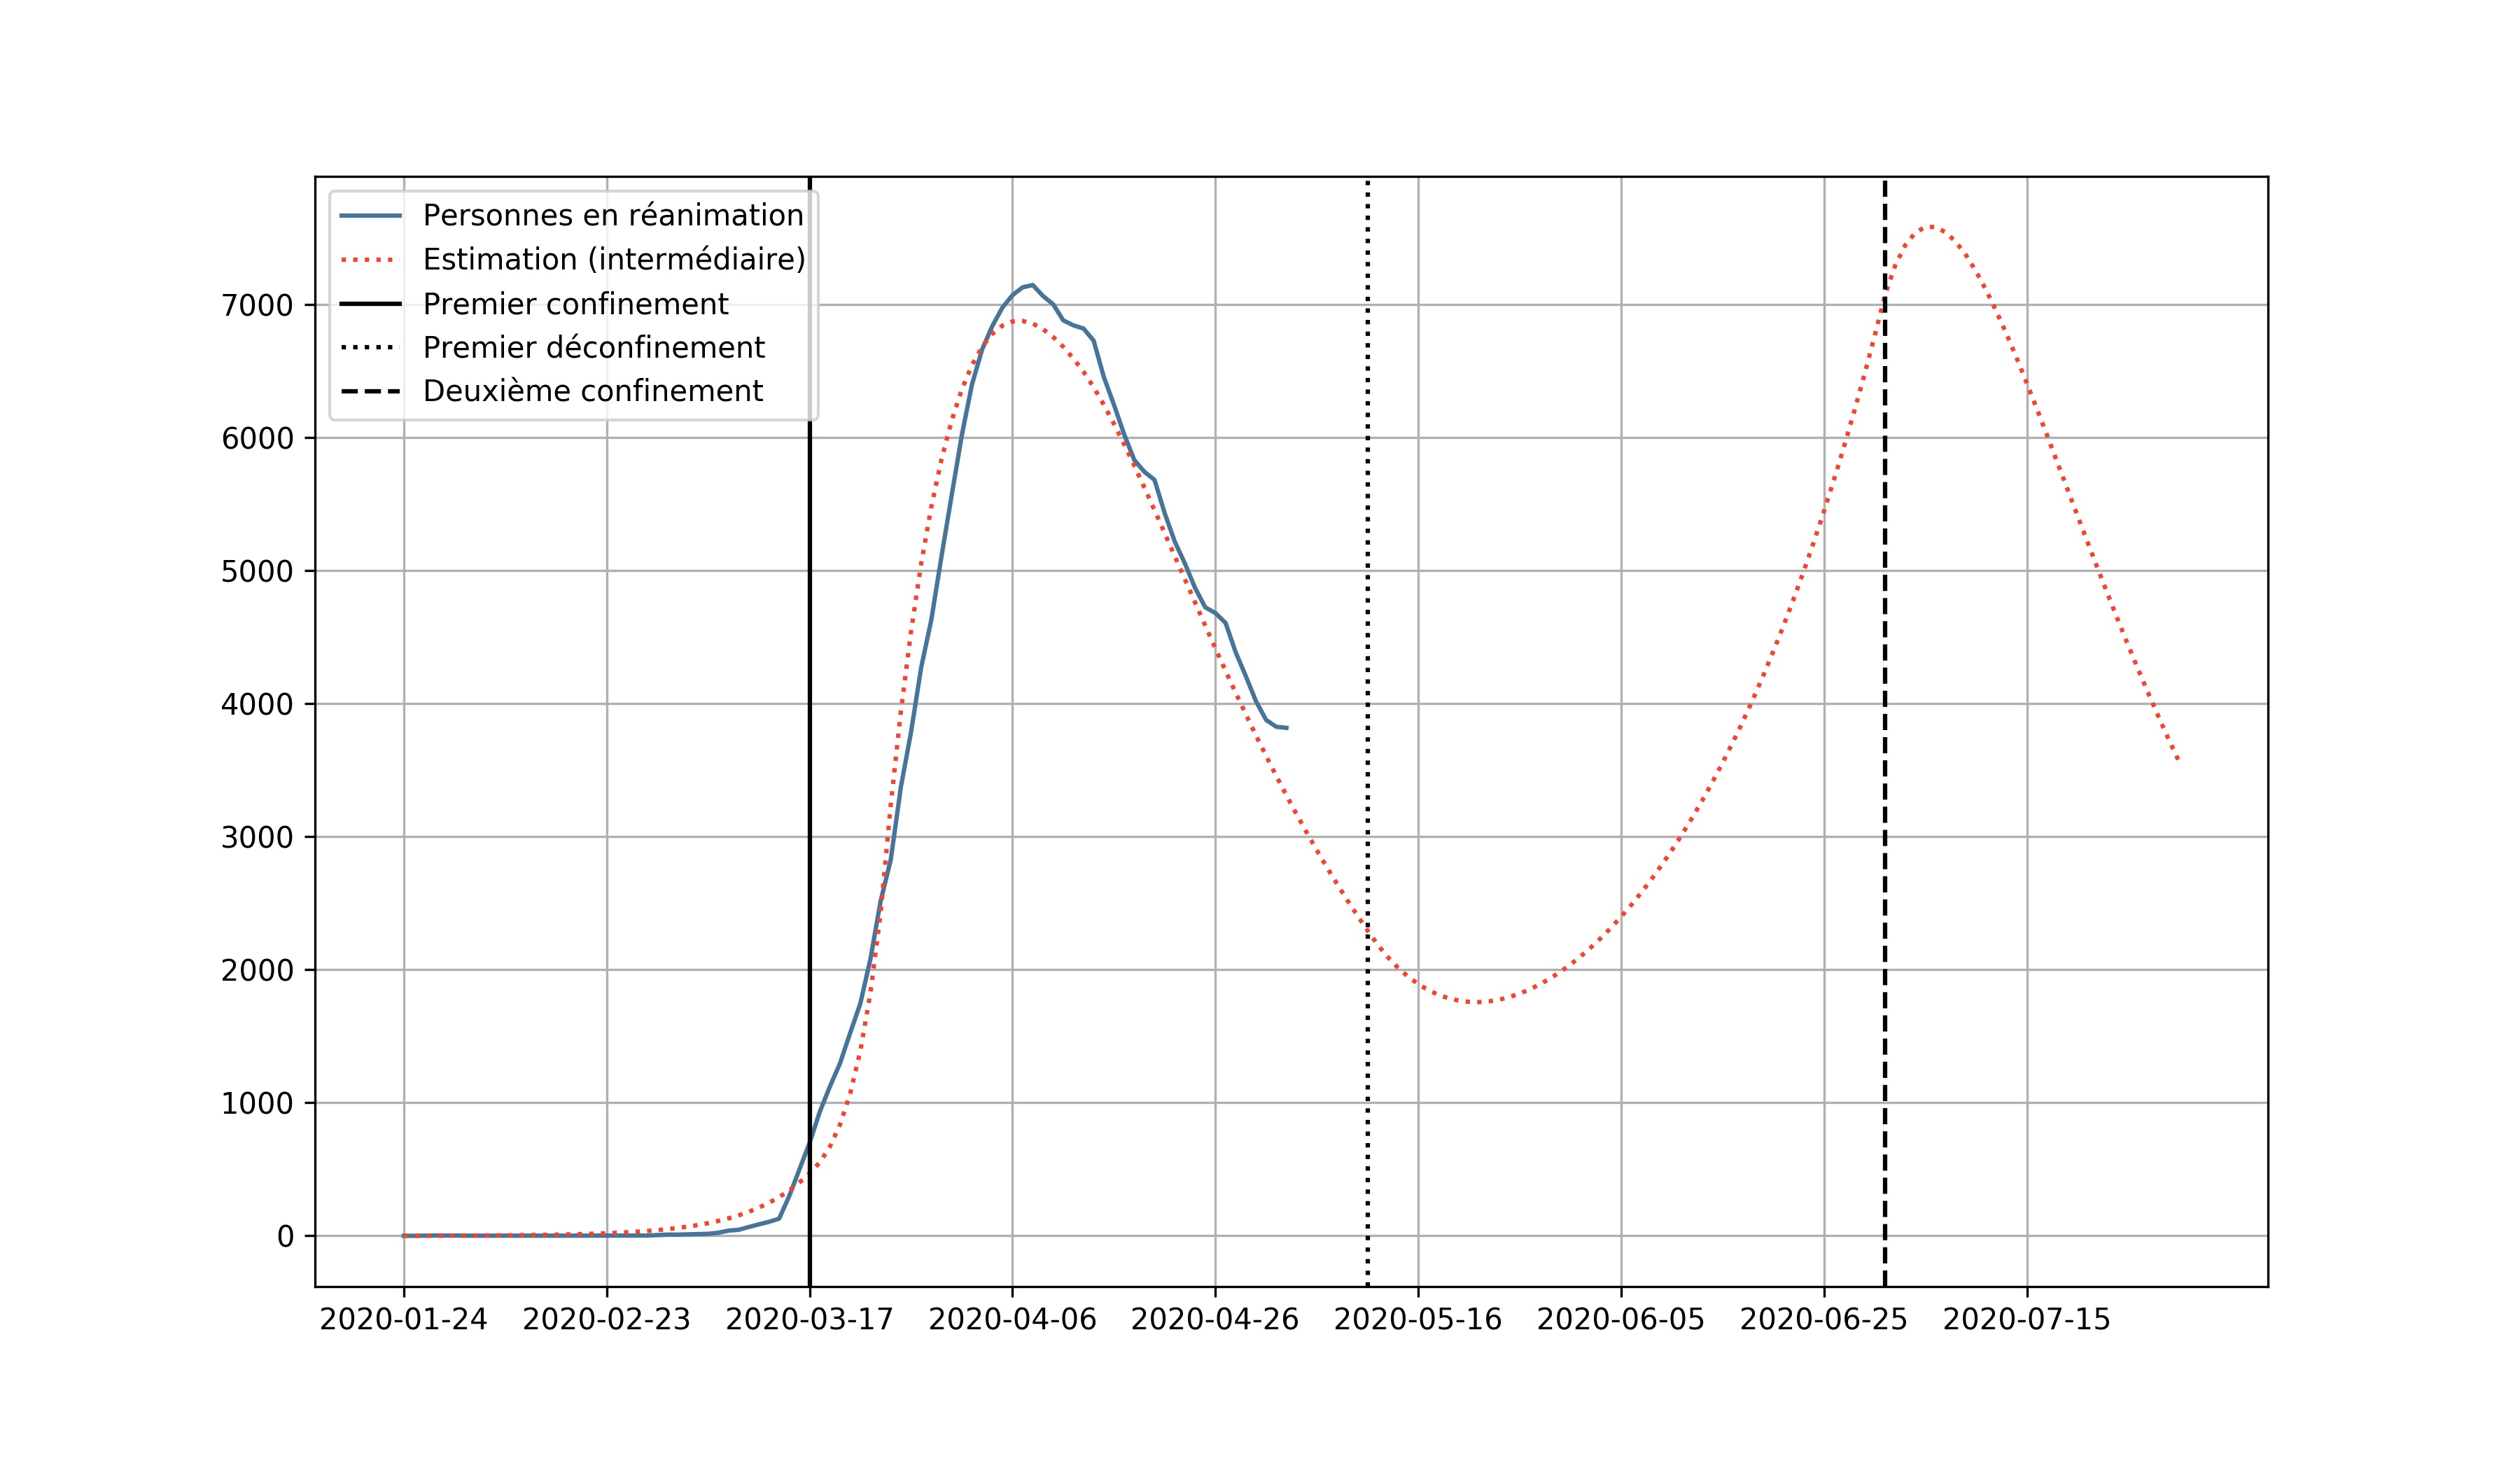 Personnes en réanimation
Estimation (intermédiaire)
Premier confinement
Premier déconfinement
Deuxième confinement
7000
6000
5000
4000
3000
2000
1000
0
2020-01-24 2020-02-23 2020-03-17 2020-04-06 2020-04-26 2020-05-16 2020-06-05 2020-06-25 2020-07-15